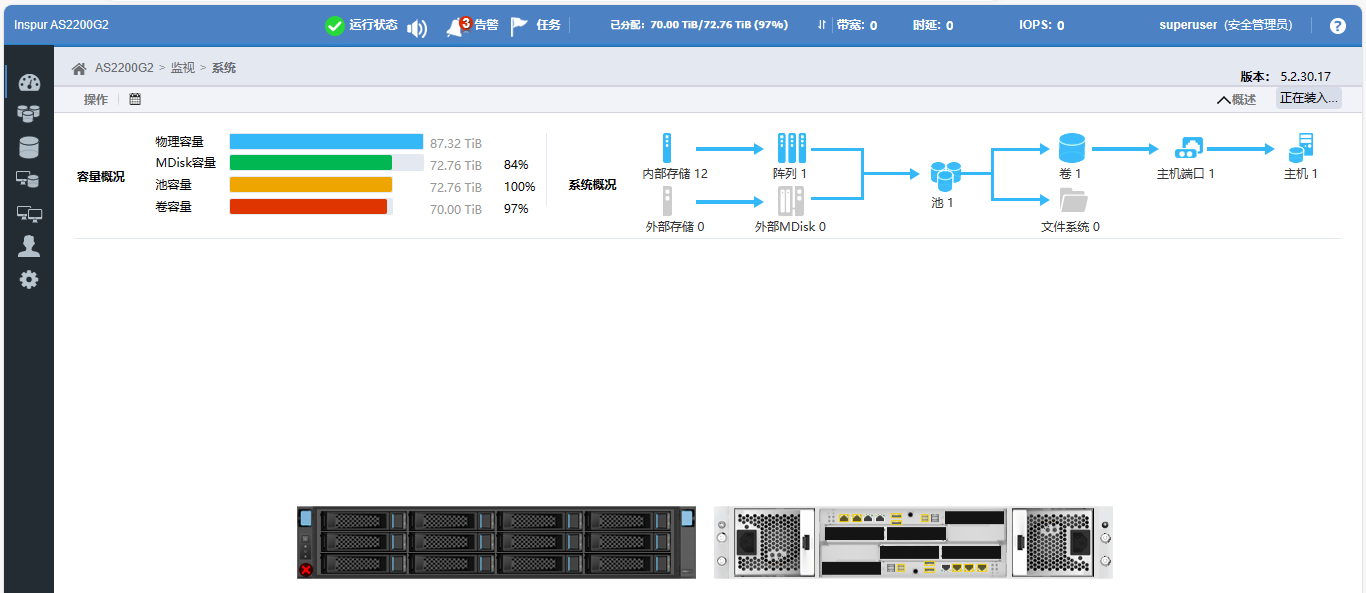 Inspur AS2200G2
运行状态
3 告警
任务
已分配: 70.00 TiB/72.76 TiB (97%)
带宽: 0
时延: 0
IOPS: 0
superuser (安全管理员)
?
AS2200G2 > 监视 > 系统
版本: 5.2.30.17
操作
概述
正在装入...
容量概况
物理容量 87.32 TiB
MDisk容量 72.76 TiB 84%
池容量 72.76 TiB 100%
卷容量 70.00 TiB 97%
系统概况
内部存储 12
阵列 1
外部存储 0
外部MDisk 0
池 1
卷 1
文件系统 0
主机端口 1
主机 1